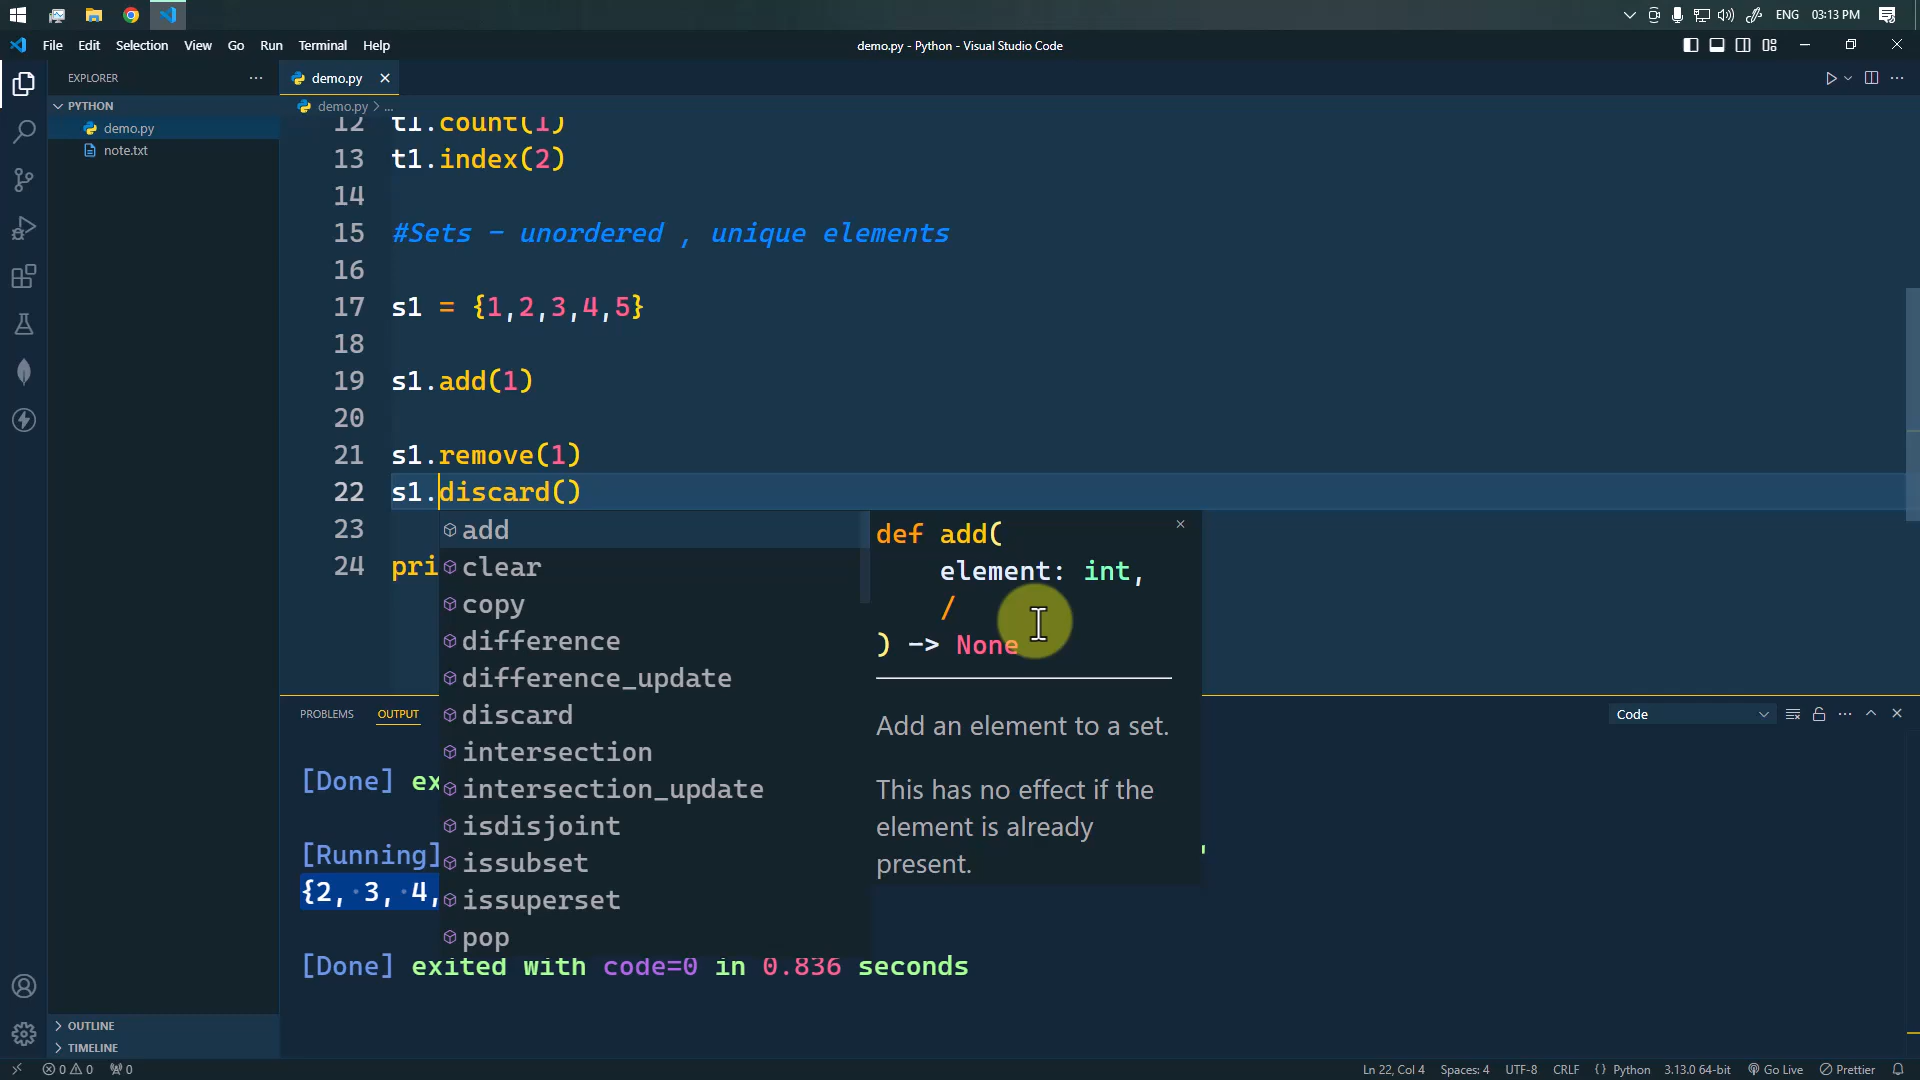 ENG 03:13 PM
File Edit Selection View Go Run Terminal Help
demo.py - Python - Visual Studio Code
EXPLORER
PYTHON
demo.py
note.txt
OUTLINE
TIMELINE
demo.py
demo.py > ...
12 t1.count(1)
13 t1.index(2)
14
15 #Sets - unordered , unique elements
16
17 s1 = {1,2,3,4,5}
18
19 s1.add(1)
20
21 s1.remove(1)
22 s1.discard()
23
24 pri
add
clear
copy
difference
difference_update
discard
intersection
intersection_update
isdisjoint
issubset
issuperset
pop
def add(
element: int,
/
) -> None
Add an element to a set.
This has no effect if the
element is already
present.
PROBLEMS OUTPUT
Code
[Done] ex
[Running]
{2, 3, 4,
[Done] exited with code=0 in 0.836 seconds
0 0 0
Ln 22, Col 4 Spaces: 4 UTF-8 CRLF {} Python 3.13.0 64-bit Go Live Prettier